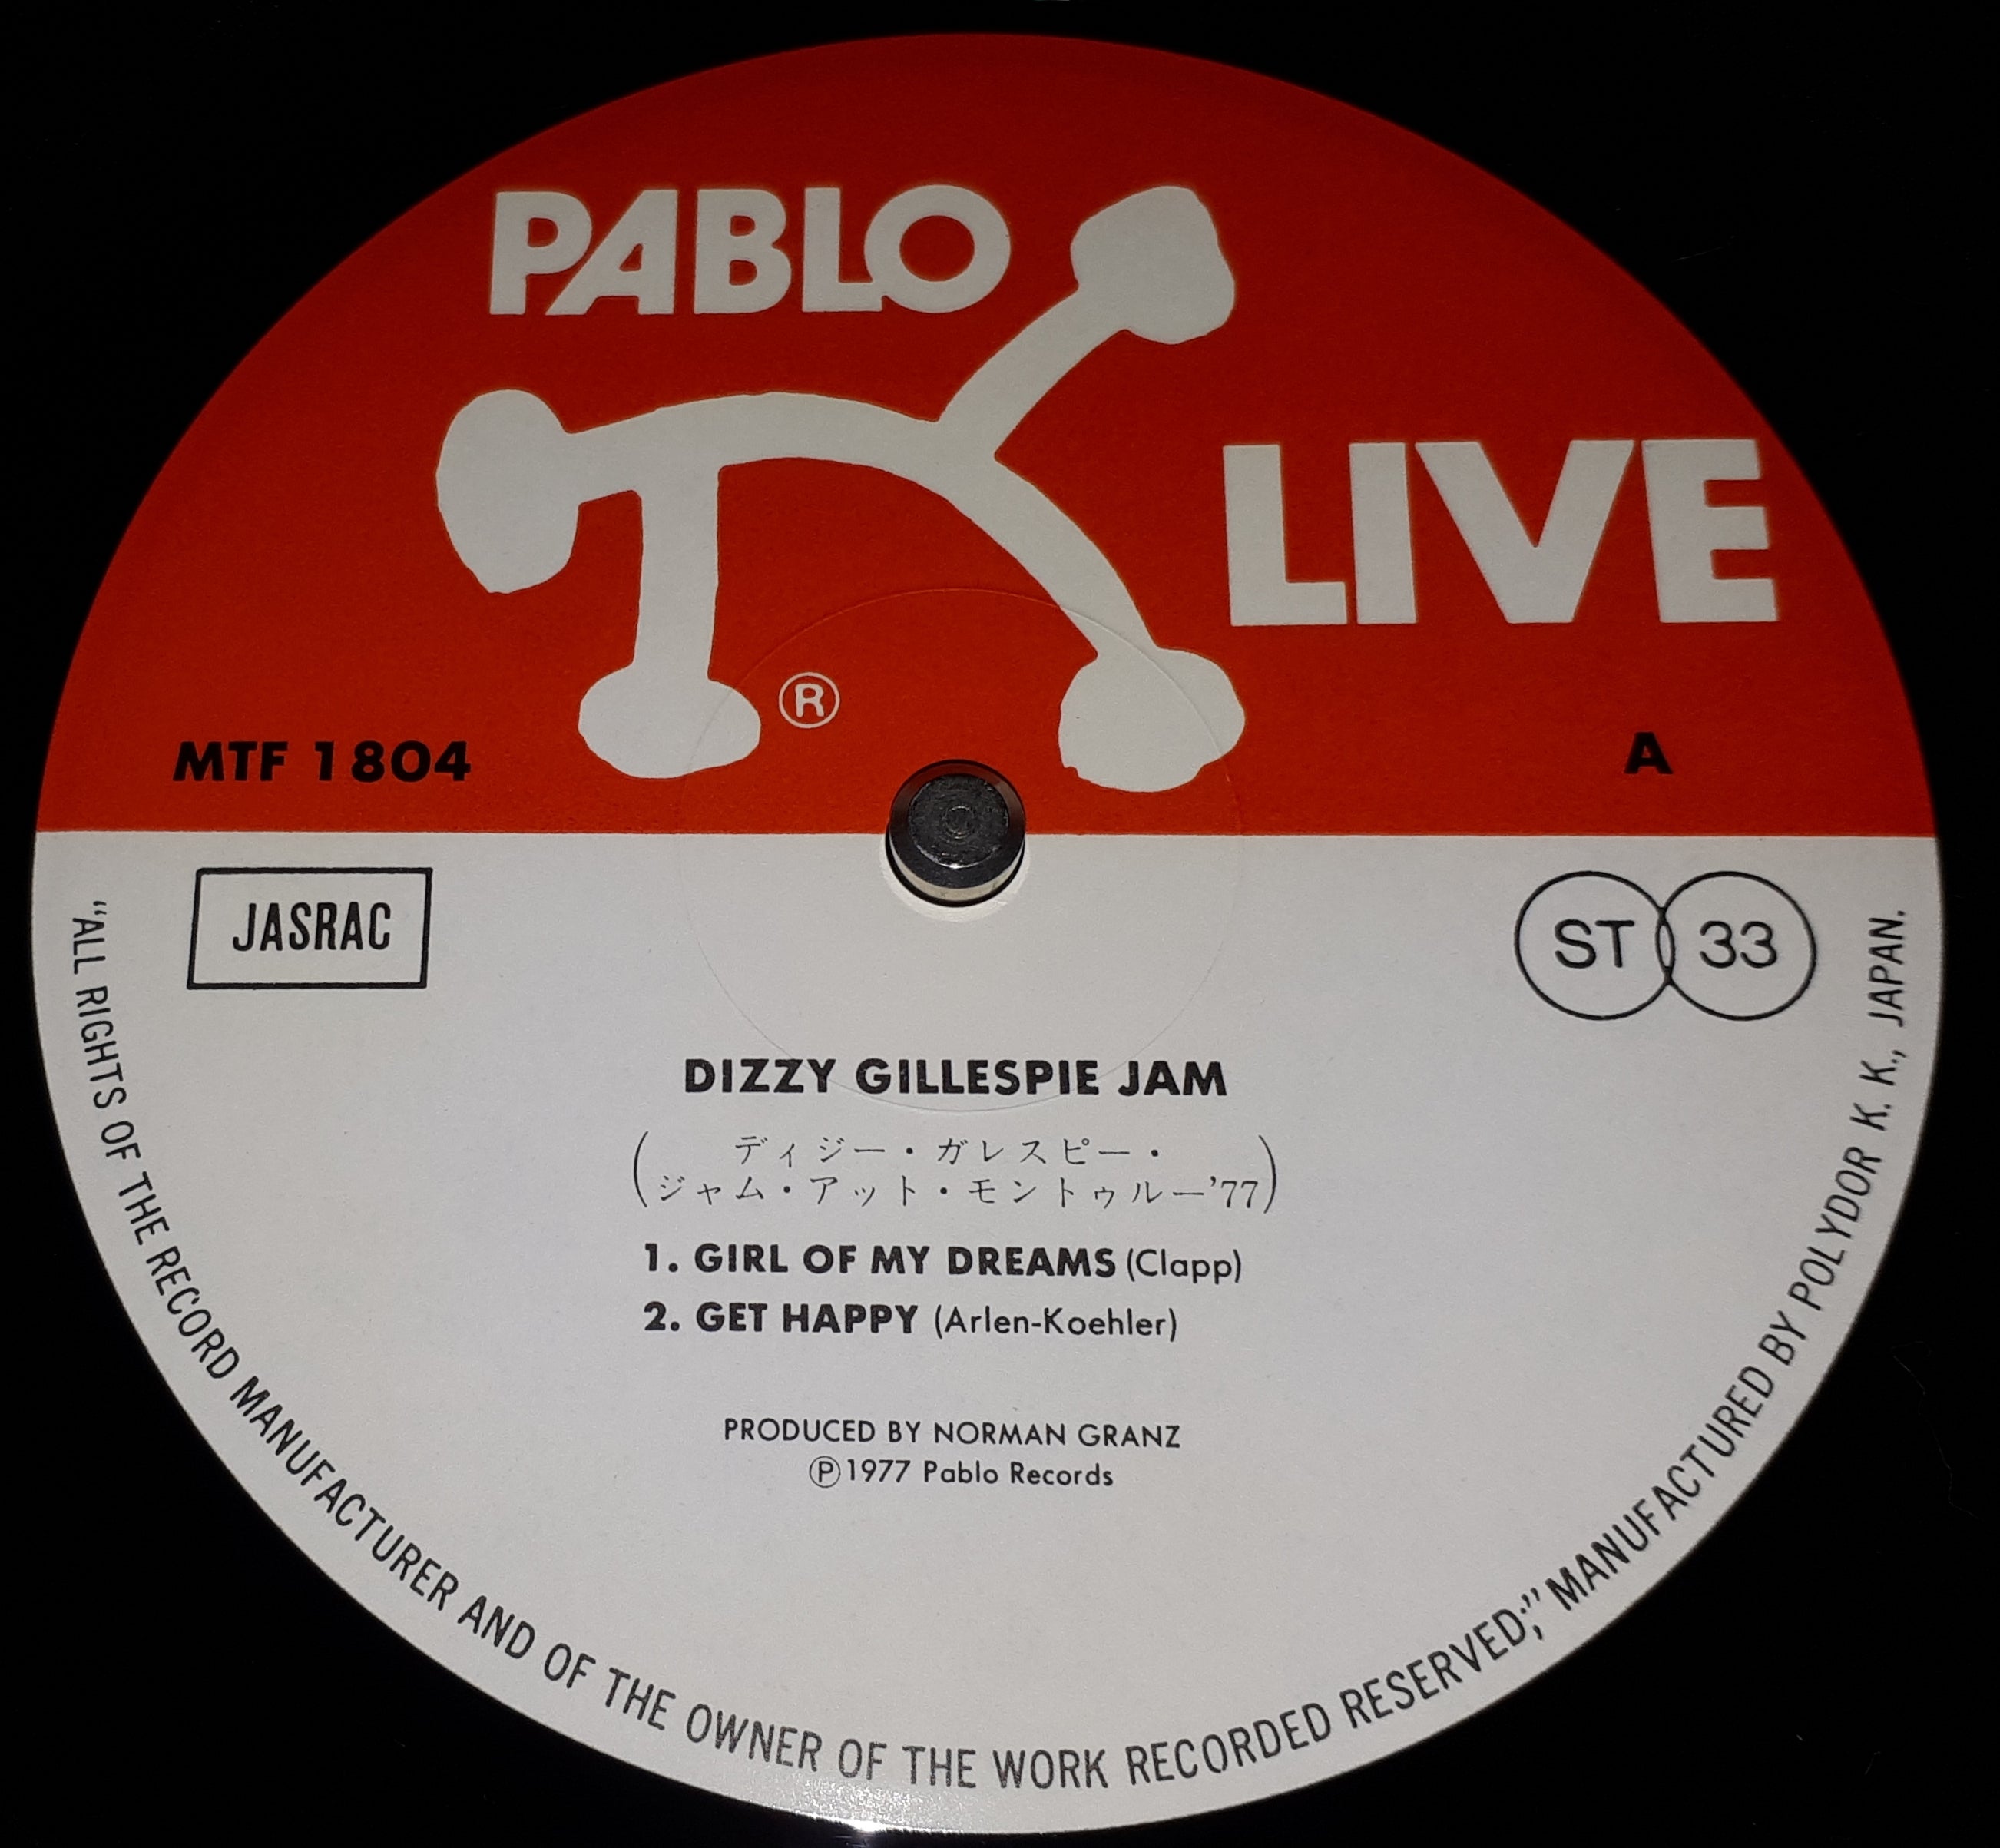 PABLO
LIVE
®
MTF 1804
A
JASRAC
ST 33
DIZZY GILLESPIE JAM
(ディジー・ガレスピー・
ジャム・アット・モントゥルー’77)
1. GIRL OF MY DREAMS (Clapp)
2. GET HAPPY (Arlen-Koehler)
PRODUCED BY NORMAN GRANZ
Ⓟ1977 Pablo Records
“ALL RIGHTS OF THE RECORD MANUFACTURER AND OF THE OWNER OF THE WORK RECORDED RESERVED;” MANUFACTURED BY POLYDOR K. K., JAPAN.